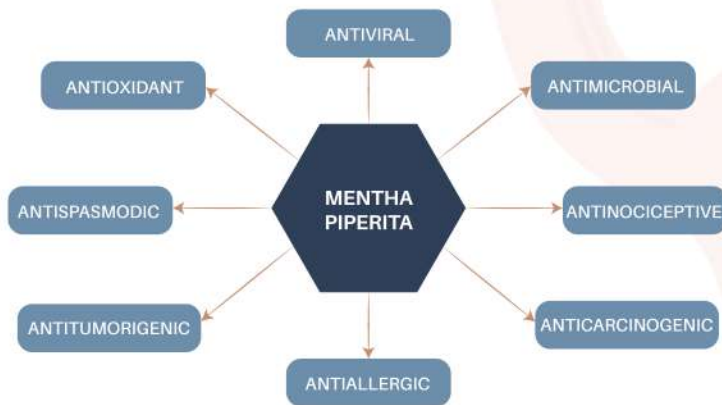 ANTIVIRAL
ANTIOXIDANT
ANTIMICROBIAL
MENTHA
PIPERITA
ANTISPASMODIC
ANTINOCICEPTIVE
ANTITUMORIGENIC
ANTICARCINOGENIC
ANTIALLERGIC